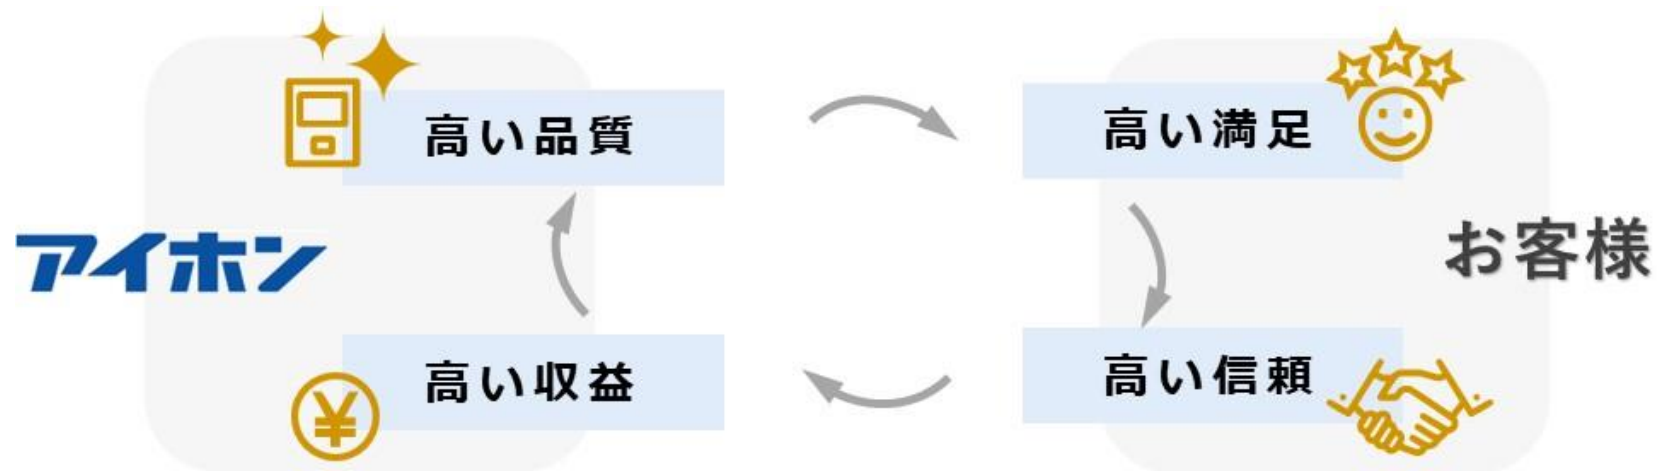 高い品質
高い満足
アイホン
お客様
高い収益
高い信頼
¥